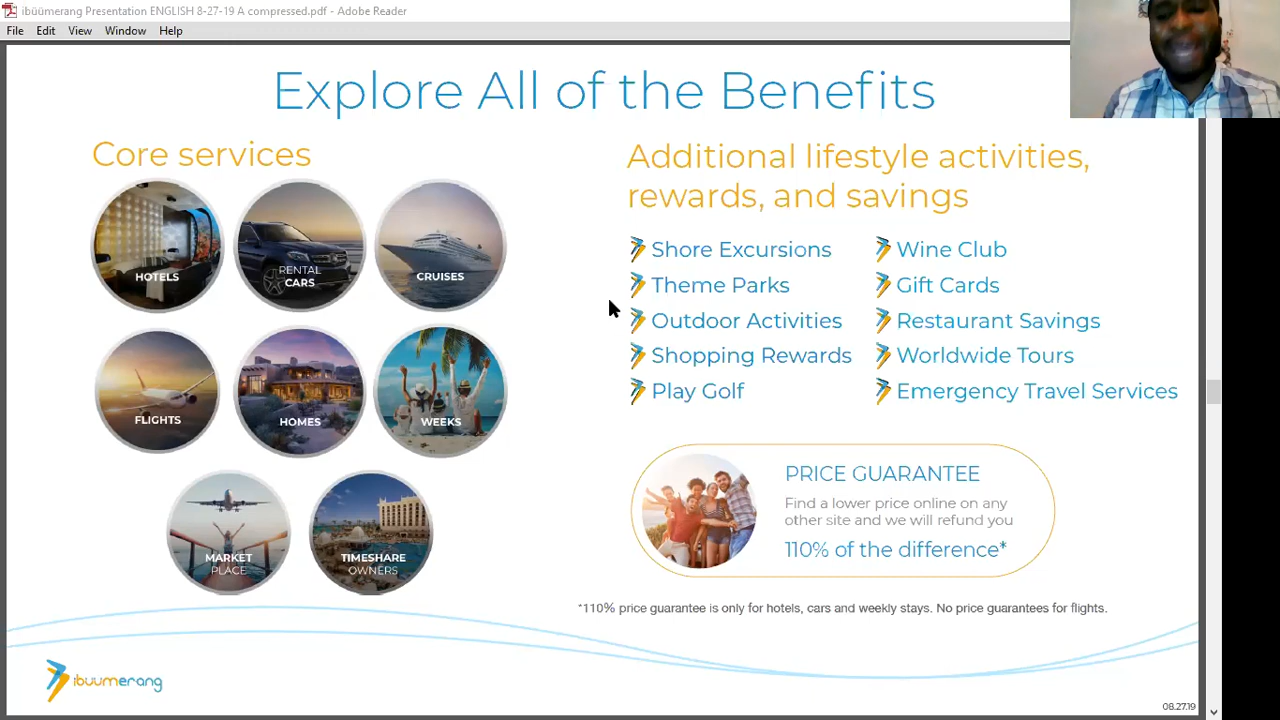 ibüümerang Presentation ENGLISH 8-27-19 A compressed.pdf - Adobe Reader
File Edit View Window Help
Explore All of the Benefits
Core services
HOTELS
RENTAL
CARS
CRUISES
FLIGHTS
HOMES
WEEKS
MARKET
PLACE
TIMESHARE
OWNERS
Additional lifestyle activities,
rewards, and savings
Shore Excursions
Theme Parks
Outdoor Activities
Shopping Rewards
Play Golf
Wine Club
Gift Cards
Restaurant Savings
Worldwide Tours
Emergency Travel Services
PRICE GUARANTEE
Find a lower price online on any
other site and we will refund you
110% of the difference*
*110% price guarantee is only for hotels, cars and weekly stays. No price guarantees for flights.
ibuumerang
08.27.19